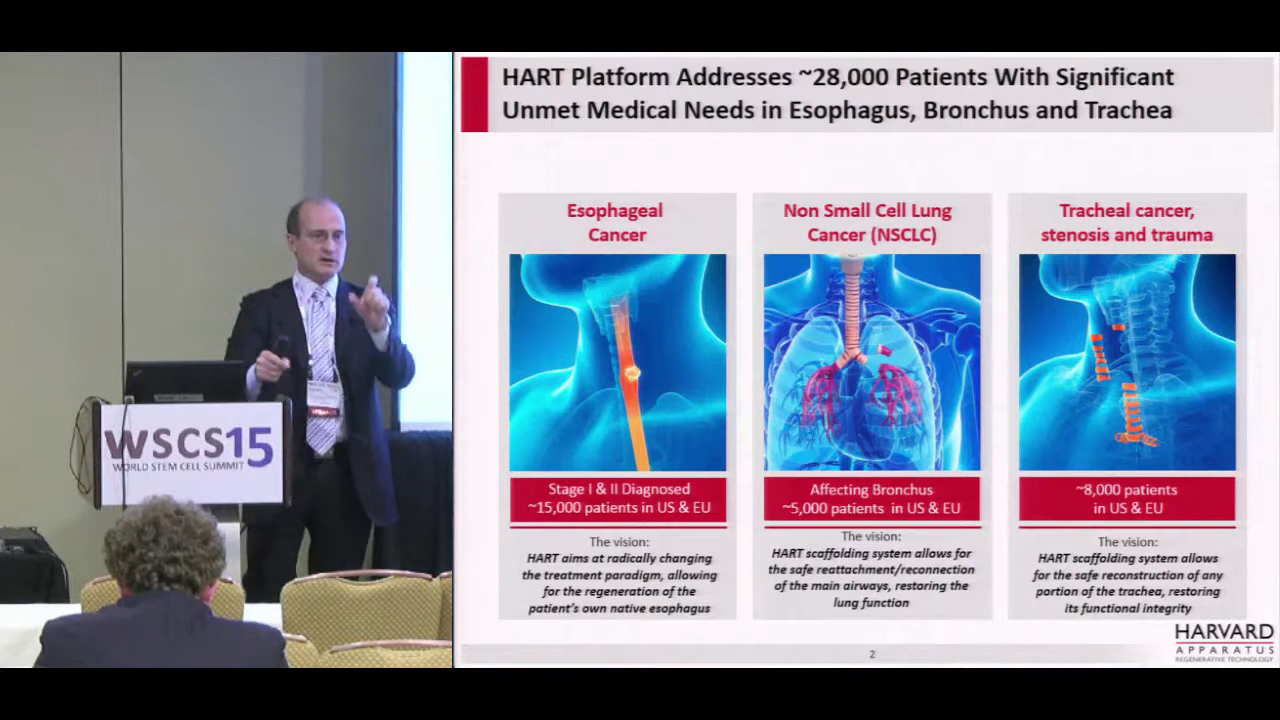 HART Platform Addresses ~28,000 Patients With Significant
Unmet Medical Needs in Esophagus, Bronchus and Trachea
Esophageal
Cancer
Stage I & II Diagnosed
~15,000 patients in US & EU
The vision:
HART aims at radically changing
the treatment paradigm, allowing
for the regeneration of the
patient's own native esophagus
Non Small Cell Lung
Cancer (NSCLC)
Affecting Bronchus
~5,000 patients in US & EU
The vision:
HART scaffolding system allows for
the safe reattachment/reconnection
of the main airways, restoring the
lung function
Tracheal cancer,
stenosis and trauma
~8,000 patients
in US & EU
The vision:
HART scaffolding system allows
for the safe reconstruction of any
portion of the trachea, restoring
its functional integrity
HARVARD
APPARATUS
REGENERATIVE TECHNOLOGY
2
WSCS15
WORLD STEM CELL SUMMIT